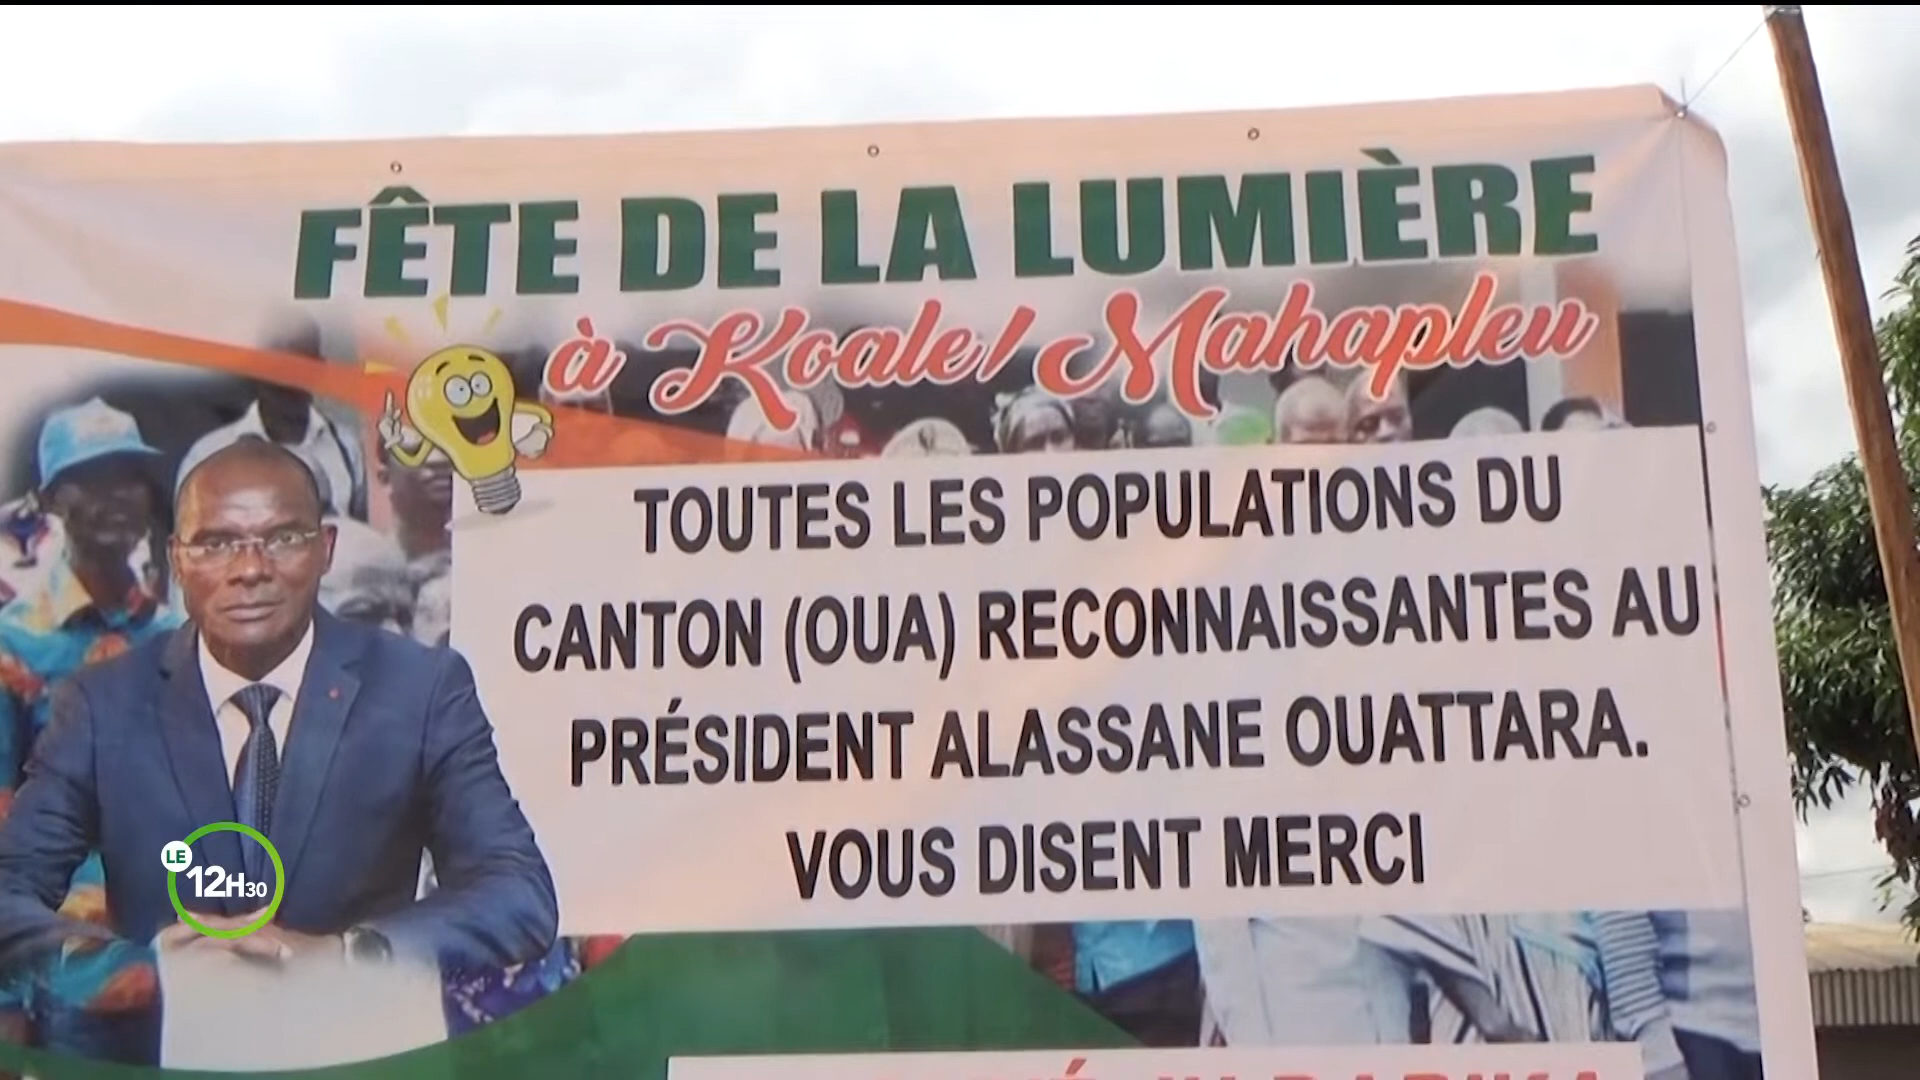 FÊTE DE LA LUMIÈRE
à Koale/ Mahapleu
TOUTES LES POPULATIONS DU
CANTON (OUA) RECONNAISSANTES AU
PRÉSIDENT ALASSANE OUATTARA.
VOUS DISENT MERCI
LE
12H30